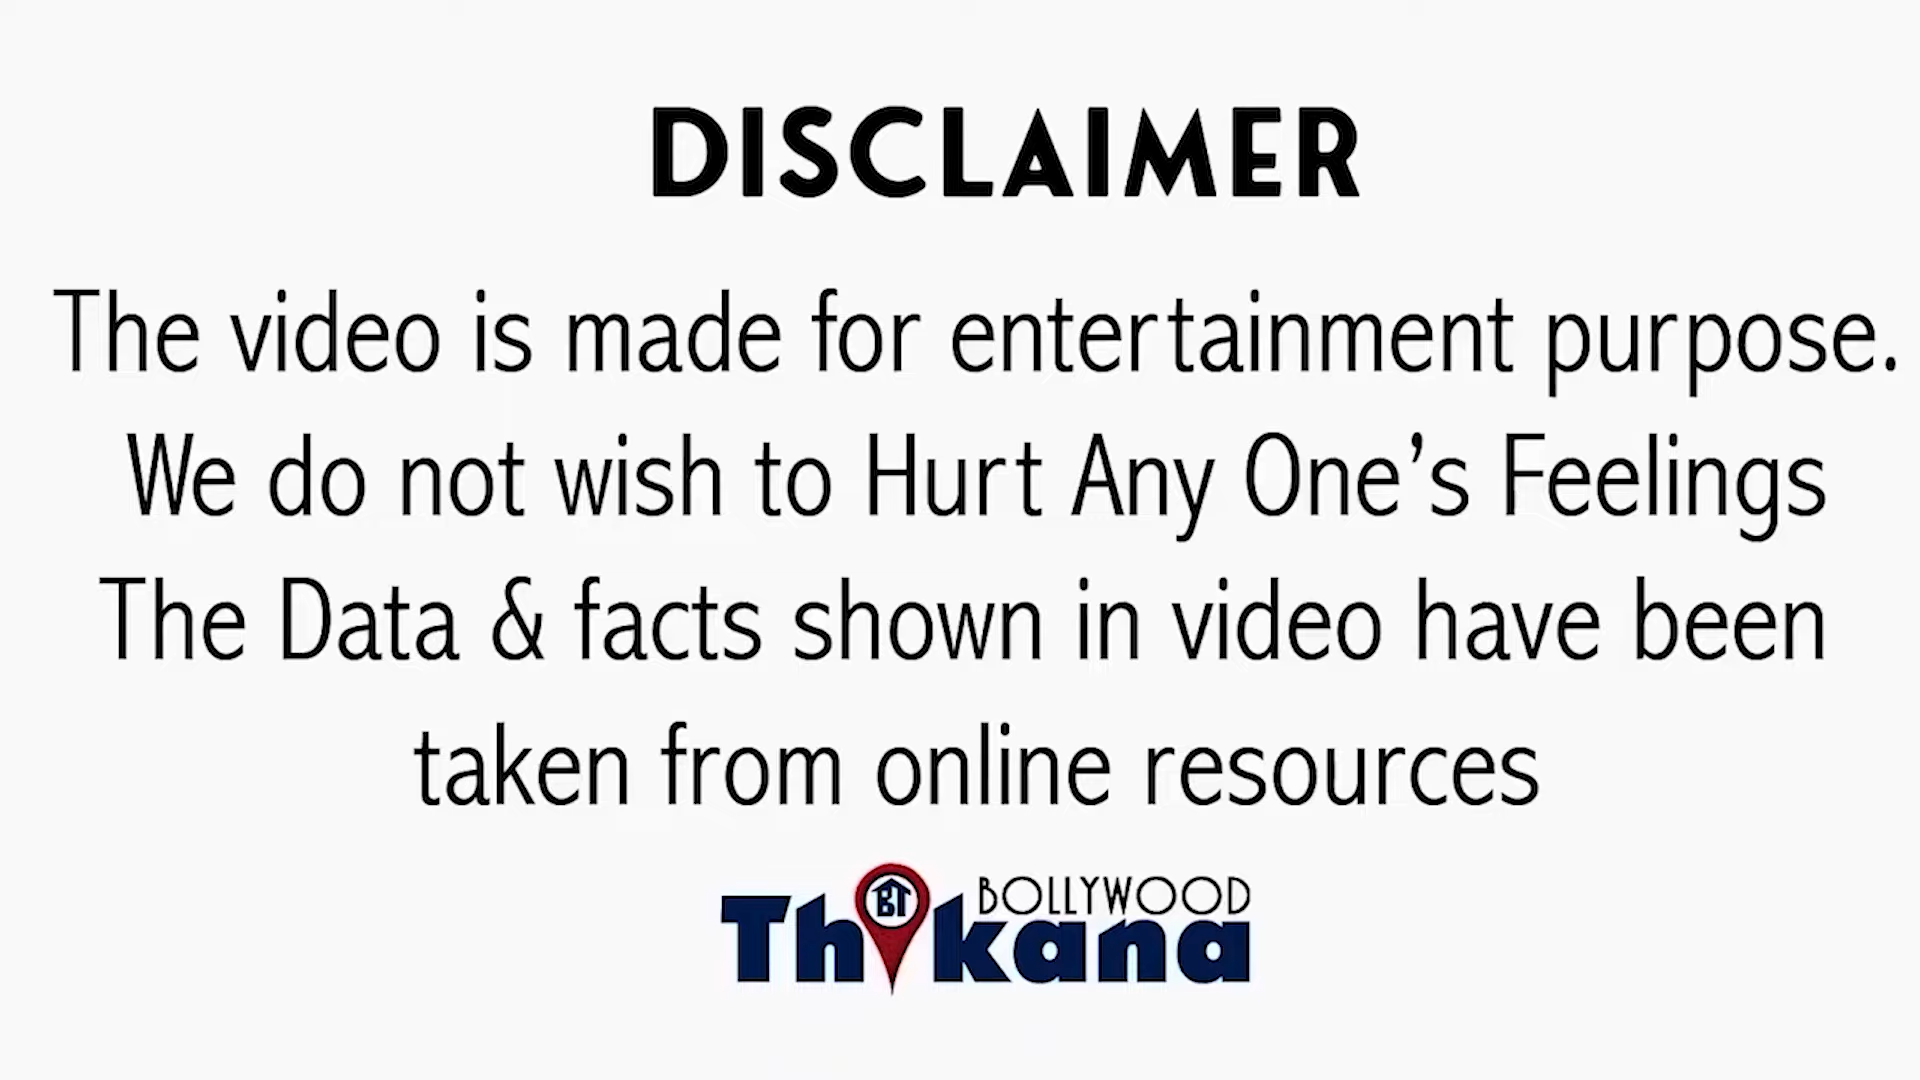 DISCLAIMER
The video is made for entertainment purpose.
We do not wish to Hurt Any One’s Feelings
The Data & facts shown in video have been
taken from online resources
BT
BOLLYWOOD
Thikana